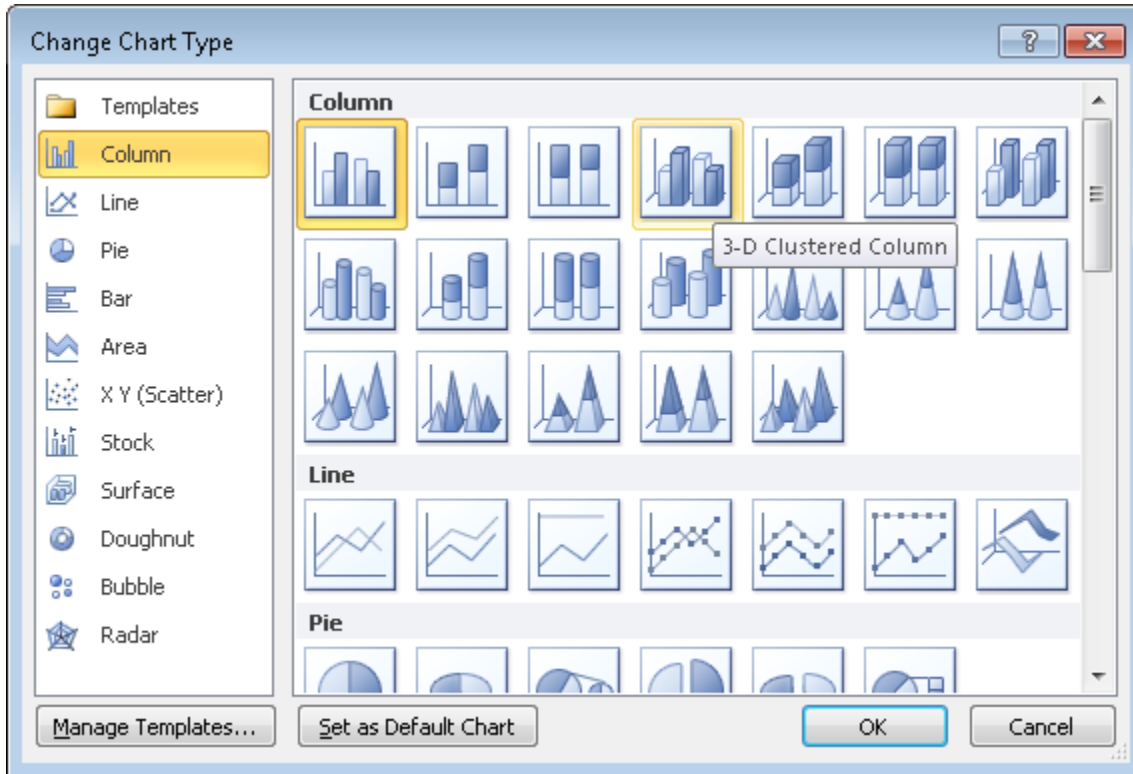 Change Chart Type
Templates
Column
Line
Pie
Bar
Area
X Y (Scatter)
Stock
Surface
Doughnut
Bubble
Radar
Column
3-D Clustered Column
Line
Pie
Manage Templates...
Set as Default Chart
OK
Cancel